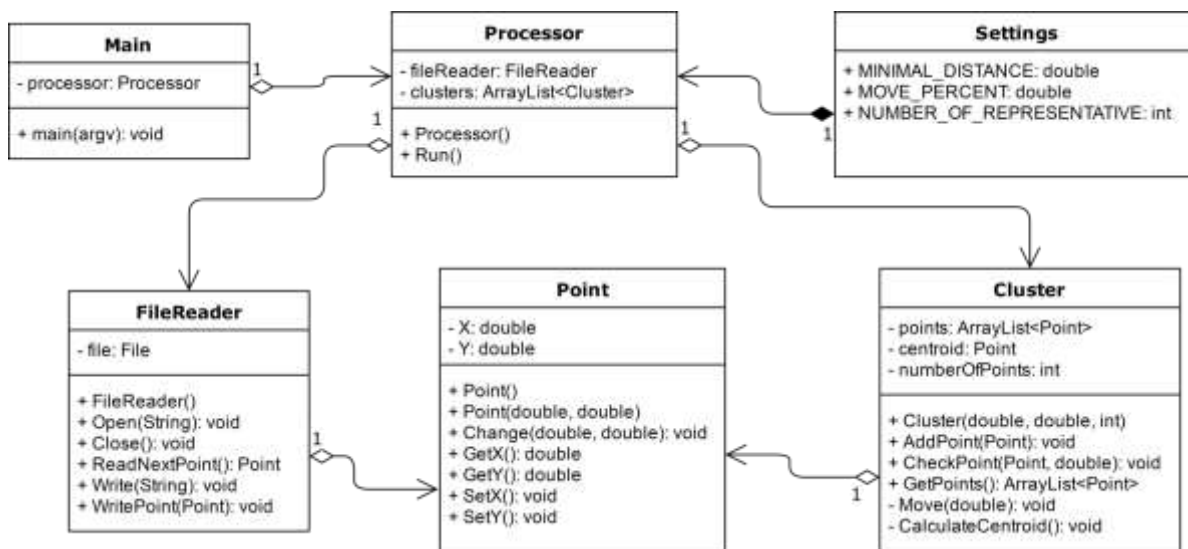 Main
- processor: Processor
+ main(argv): void
1
Processor
- fileReader: FileReader
- clusters: ArrayList<Cluster>
+ Processor()
+ Run()
1
1
Settings
+ MINIMAL_DISTANCE: double
+ MOVE_PERCENT: double
+ NUMBER_OF_REPRESENTATIVE: int
1
FileReader
- file: File
+ FileReader()
+ Open(String): void
+ Close(): void
+ ReadNextPoint(): Point
+ Write(String): void
+ WritePoint(Point): void
1
Point
- X: double
- Y: double
+ Point()
+ Point(double, double)
+ Change(double, double): void
+ GetX(): double
+ GetY(): double
+ SetX(): void
+ SetY(): void
Cluster
- points: ArrayList<Point>
- centroid: Point
- numberOfPoints: int
+ Cluster(double, double, int)
+ AddPoint(Point): void
+ CheckPoint(Point, double): void
+ GetPoints(): ArrayList<Point>
- Move(double): void
- CalculateCentroid(): void
1